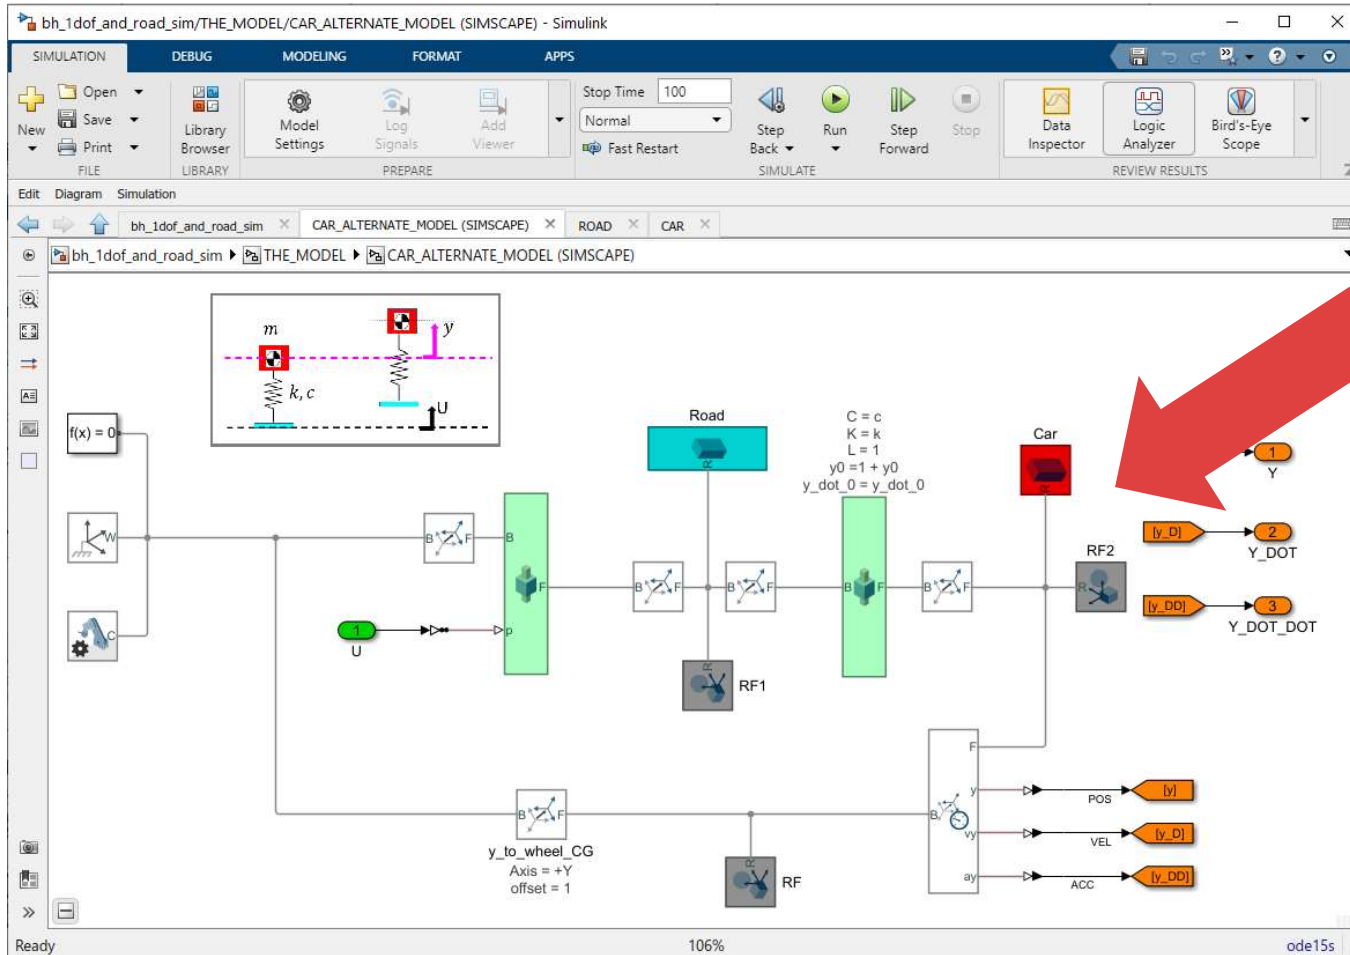 bh_1dof_and_road_sim/THE_MODEL/CAR_ALTERNATE_MODEL (SIMSCAPE) - Simulink
SIMULATION DEBUG MODELING FORMAT APPS
New
Open
Save
Print
FILE
Library
Browser
LIBRARY
Model
Settings
Log
Signals
Add
Viewer
PREPARE
Stop Time 100
Normal
Fast Restart
Step
Back
Run
Step
Forward
Stop
SIMULATE
Data
Inspector
Logic
Analyzer
Bird's-Eye
Scope
REVIEW RESULTS
Edit Diagram Simulation
bh_1dof_and_road_sim CAR_ALTERNATE_MODEL (SIMSCAPE) ROAD CAR
bh_1dof_and_road_sim THE_MODEL CAR_ALTERNATE_MODEL (SIMSCAPE)
m
y
k, c
U
f(x) = 0
W
C
B F
B
F
p
1
U
Road
R
B F
B F
R
RF1
C = c
K = k
L = 1
y0 =1 + y0
y_dot_0 = y_dot_0
B F
B F
Car
R
RF2
R
1
Y
[y_D]
2
Y_DOT
[y_DD]
3
Y_DOT_DOT
B F
y_to_wheel_CG
Axis = +Y
offset = 1
R
RF
F
B
y
vy
ay
POS
[y]
VEL
[y_D]
ACC
[y_DD]
Ready 106% ode15s